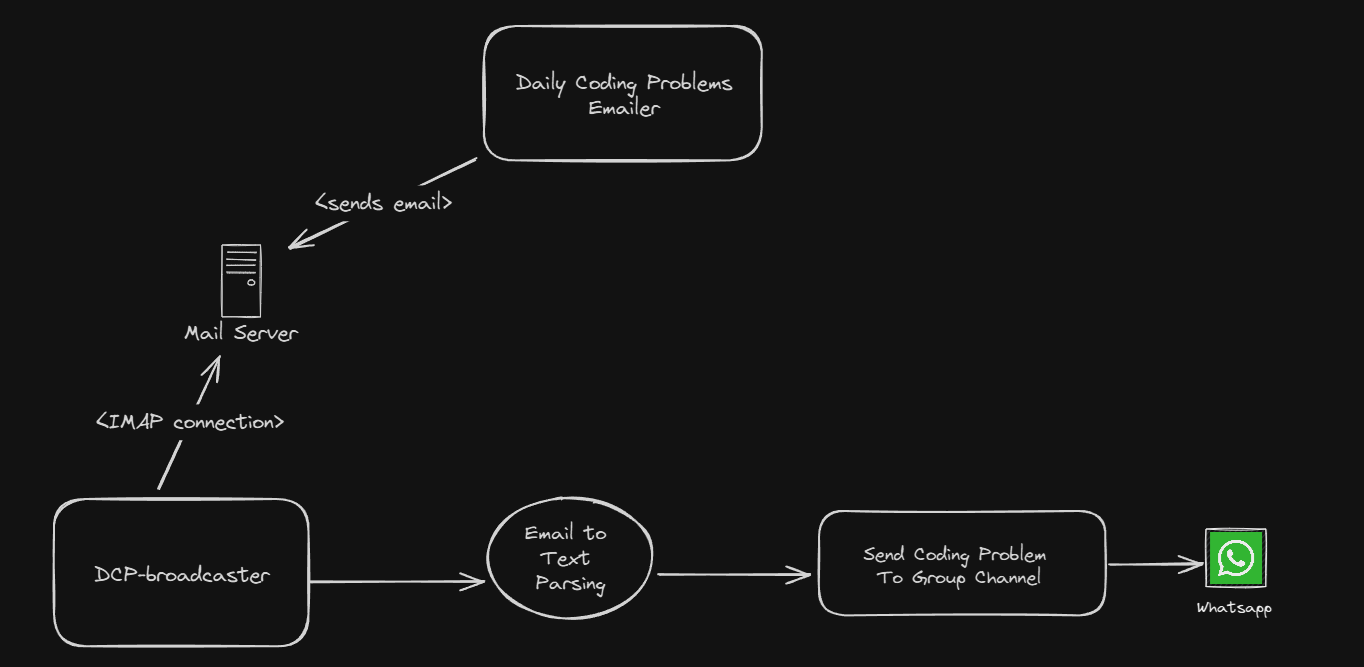 Daily Coding Problems
Emailer
<sends email>
Mail Server
<IMAP connection>
DCP-broadcaster
Email to
Text
Parsing
Send Coding Problem
To Group Channel
Whatsapp